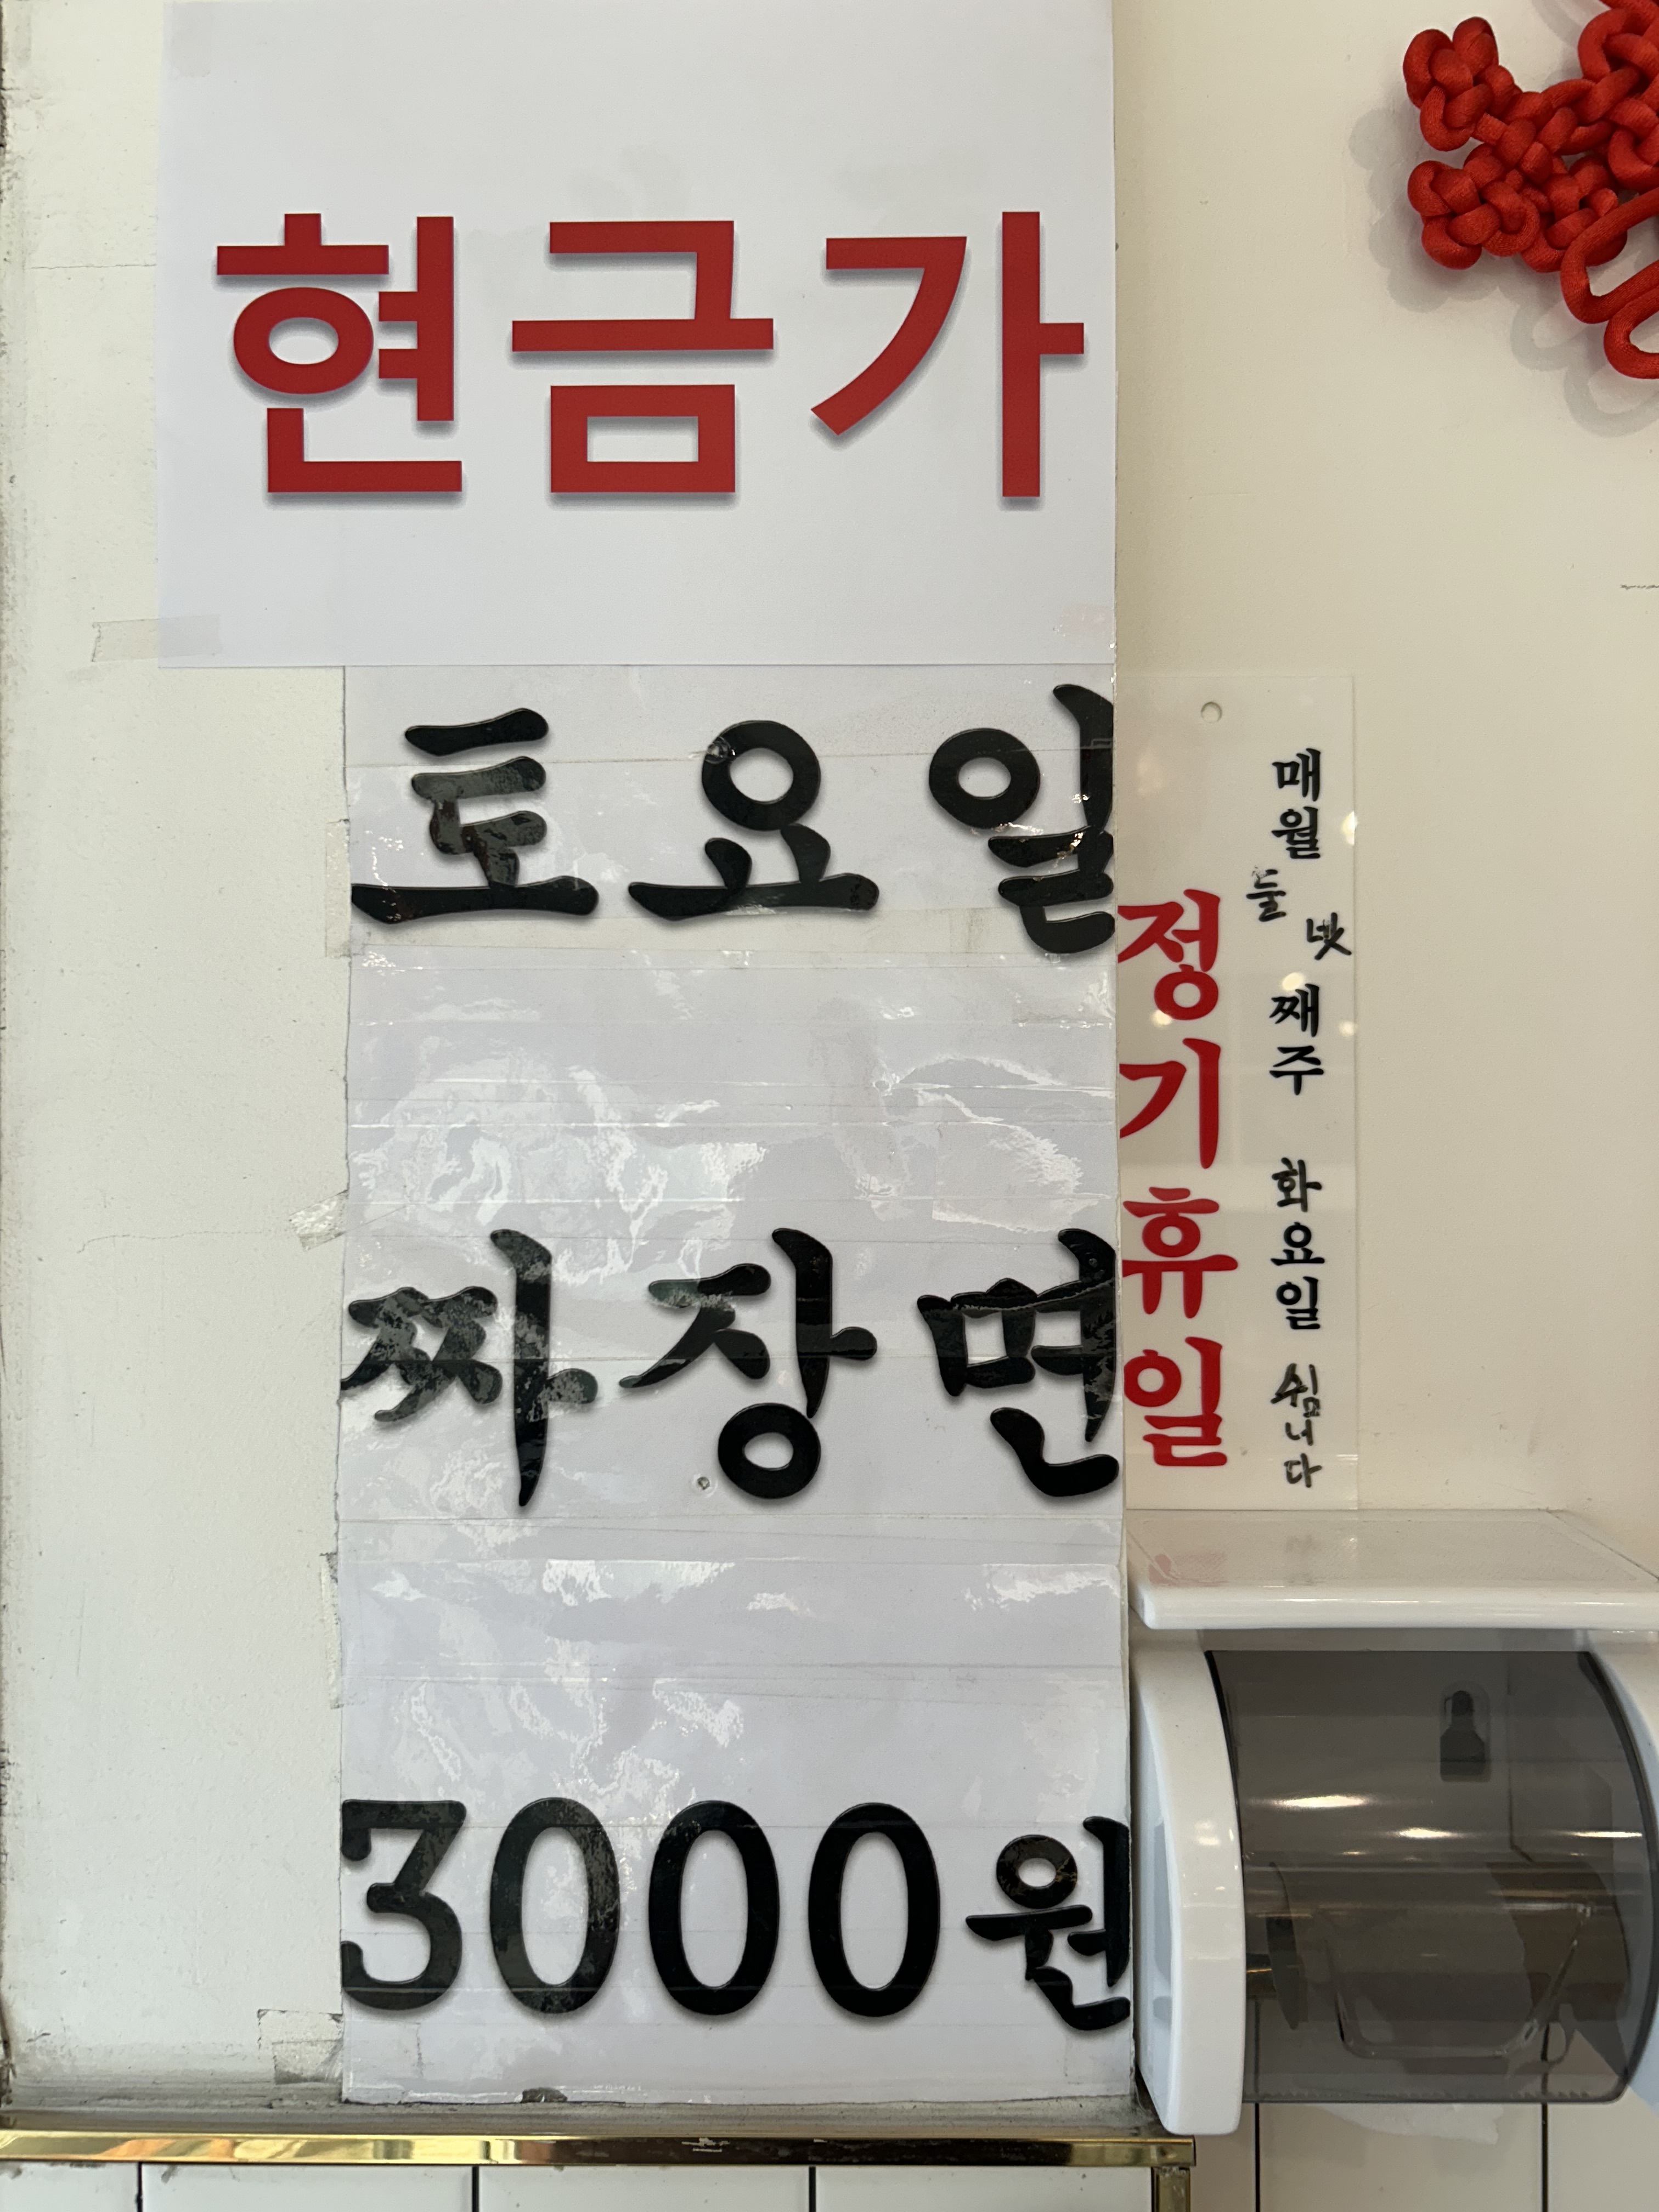 현금가
토요일
짜장면
3000원
정기휴일
매월 둘 넷 째주 화요일 쉽니다